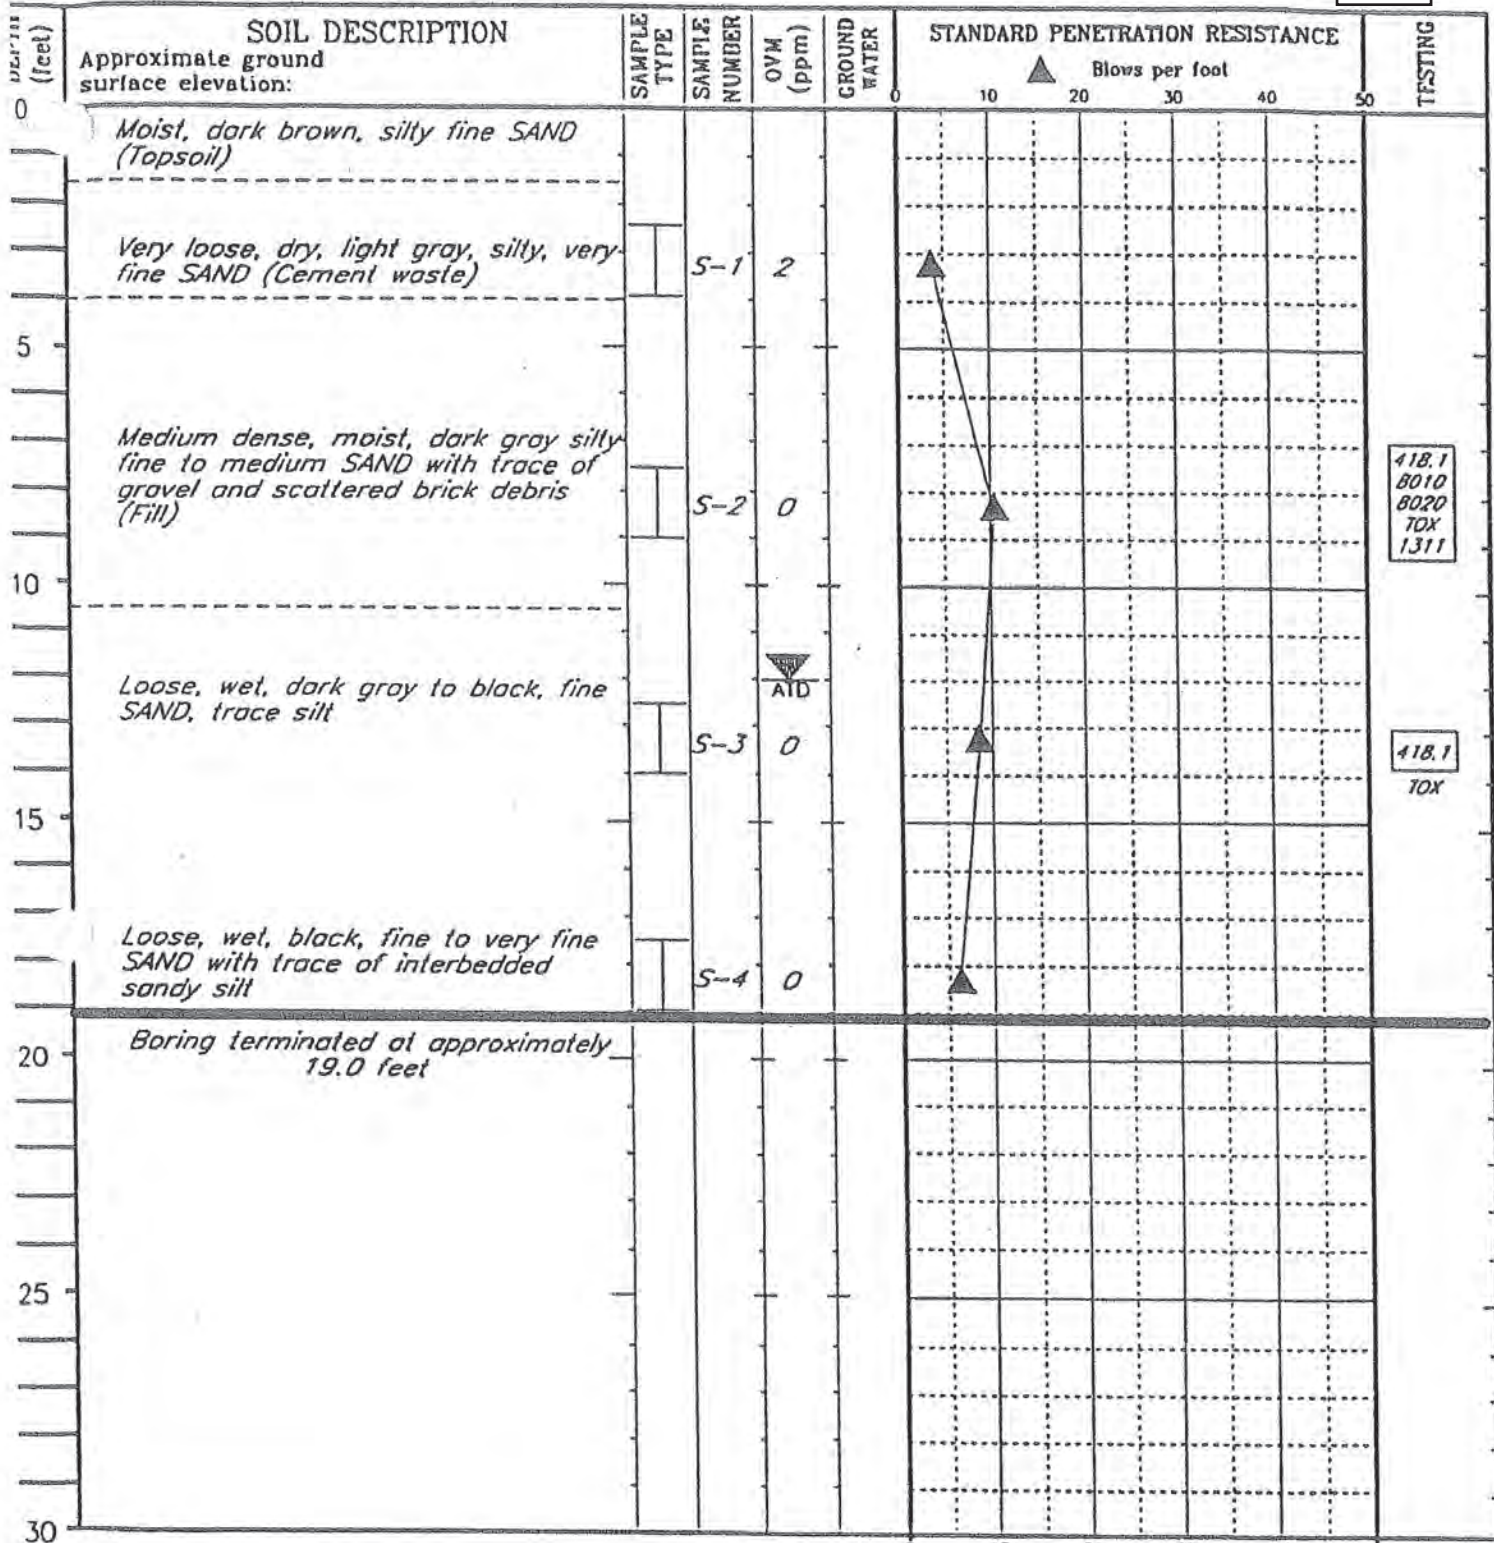 DEPTH
(feet)
SOIL DESCRIPTION
Approximate ground
surface elevation:
SAMPLE
TYPE
SAMPLE
NUMBER
OVM
(ppm)
GROUND
WATER
STANDARD PENETRATION RESISTANCE
Blows per foot
0 10 20 30 40 50
TESTING
0
Moist, dark brown, silty fine SAND
(Topsoil)
Very loose, dry, light gray, silty, very
fine SAND (Cement waste)
S-1 2
5
Medium dense, moist, dark gray silty
fine to medium SAND with trace of
gravel and scattered brick debris
(Fill)
S-2 0
418.1
8010
8020
TOX
1311
10
ATD
Loose, wet, dark gray to black, fine
SAND, trace silt
S-3 0
418.1
TOX
15
Loose, wet, black, fine to very fine
SAND with trace of interbedded
sandy silt
S-4 0
Boring terminated at approximately
19.0 feet
20
25
30